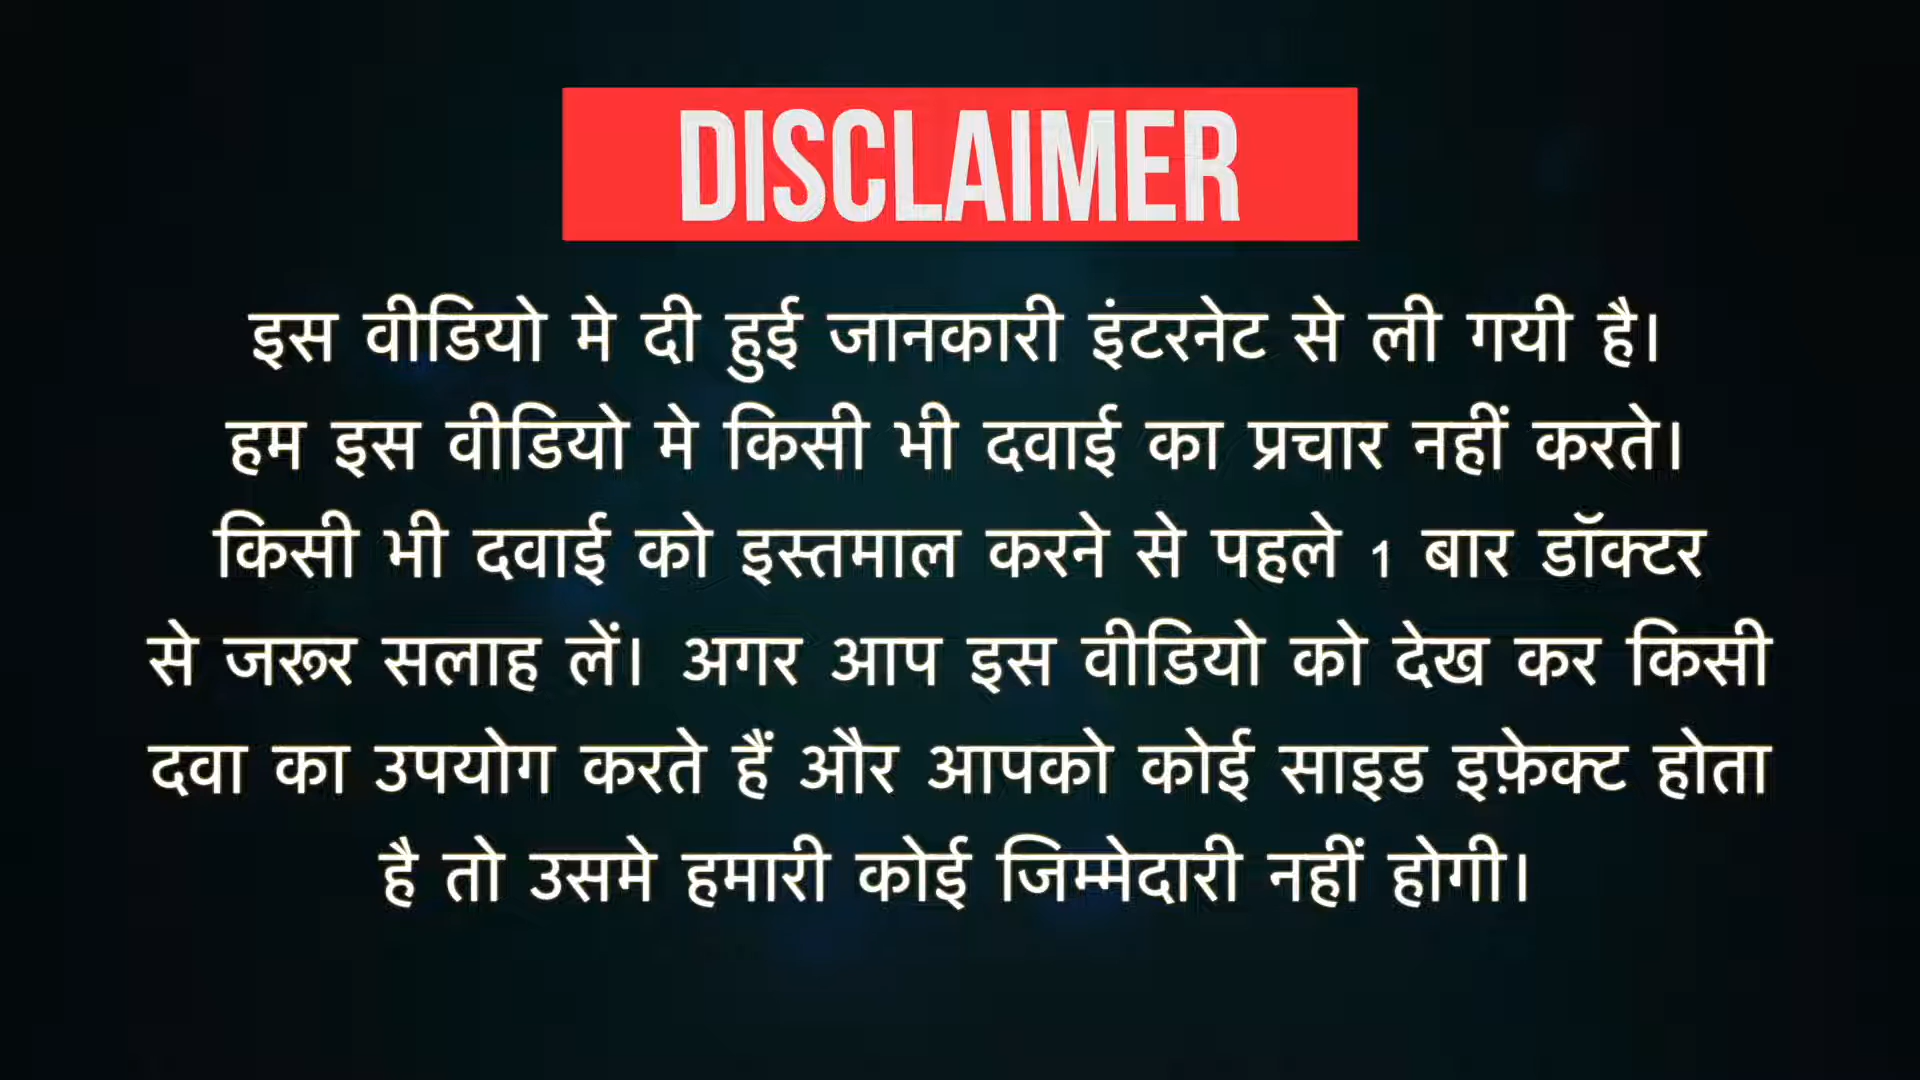 DISCLAIMER
इस वीडियो मे दी हुई जानकारी इंटरनेट से ली गयी है।
हम इस वीडियो मे किसी भी दवाई का प्रचार नहीं करते।
किसी भी दवाई को इस्तमाल करने से पहले 1 बार डॉक्टर
से जरूर सलाह लें। अगर आप इस वीडियो को देख कर किसी
दवा का उपयोग करते हैं और आपको कोई साइड इफ़ेक्ट होता
है तो उसमे हमारी कोई जिम्मेदारी नहीं होगी।